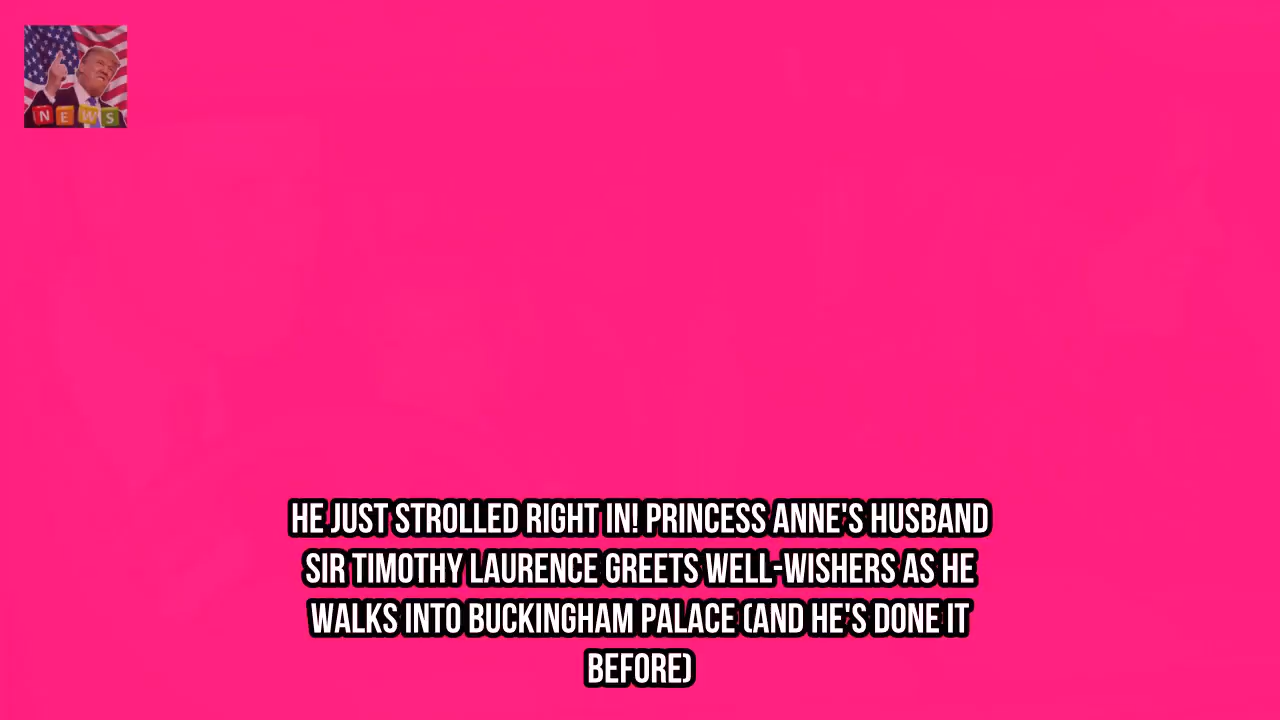 NEWS
HE JUST STROLLED RIGHT IN! PRINCESS ANNE'S HUSBAND
SIR TIMOTHY LAURENCE GREETS WELL-WISHERS AS HE
WALKS INTO BUCKINGHAM PALACE (AND HE'S DONE IT
BEFORE)